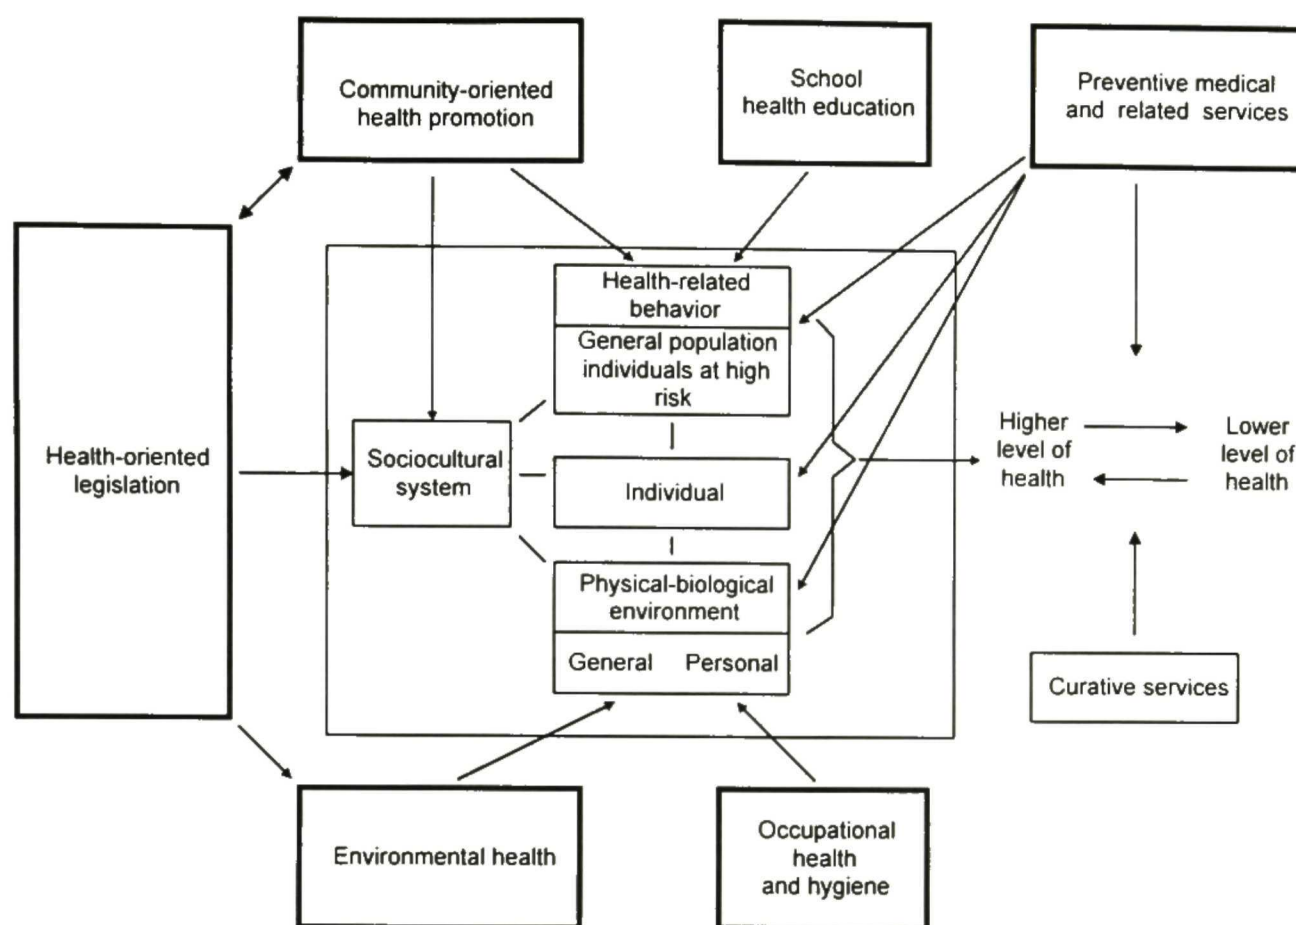 Community-oriented
health promotion
School
health education
Preventive medical
and related services
Health-oriented
legislation
Health-related
behavior
General population
individuals at high
risk
Sociocultural
system
Individual
Physical-biological
environment
General Personal
Higher
level of
health
Lower
level of
health
Curative services
Environmental health
Occupational
health
and hygiene